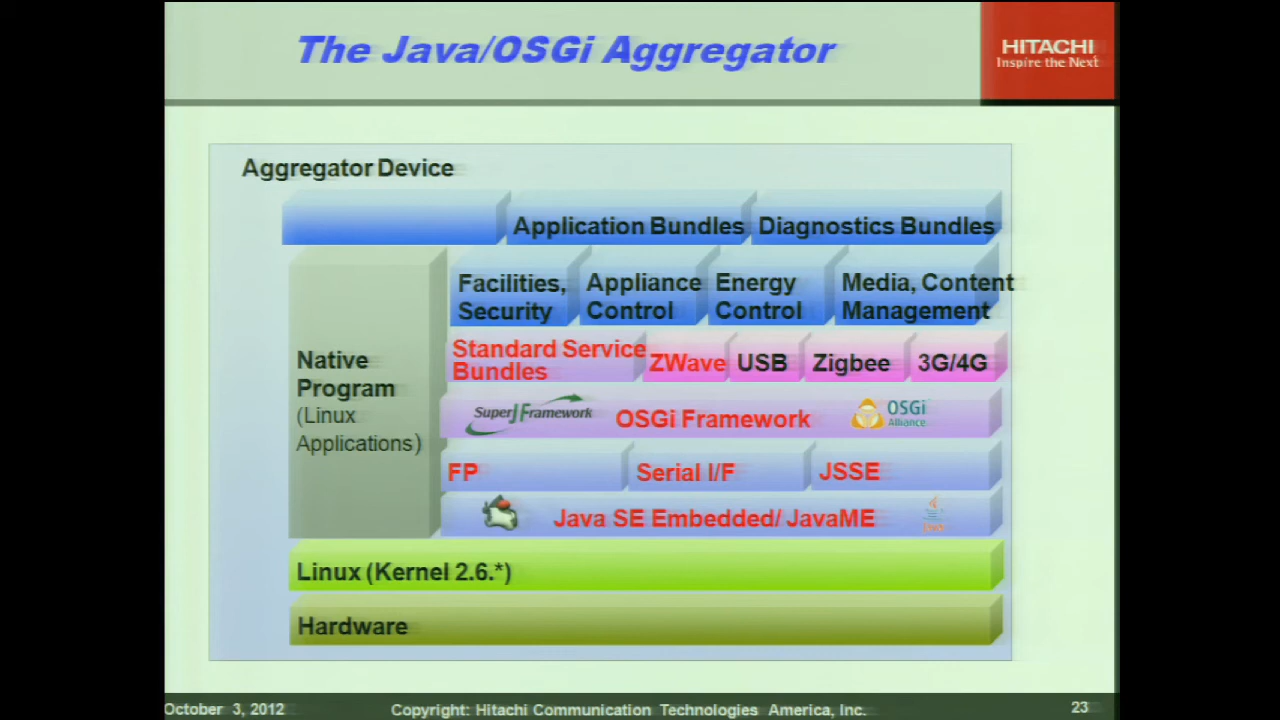 The Java/OSGi Aggregator
HITACHI
Inspire the Next
Aggregator Device
Application Bundles
Diagnostics Bundles
Facilities,
Security
Appliance
Control
Energy
Control
Media, Content
Management
Native
Program
(Linux
Applications)
Standard Service
Bundles
ZWave
USB
Zigbee
3G/4G
SuperJFramework
OSGi Framework
OSGi
Alliance
FP
Serial I/F
JSSE
Java SE Embedded/ JavaME
Linux (Kernel 2.6.*)
Hardware
October 3, 2012
Copyright: Hitachi Communication Technologies America, Inc.
23